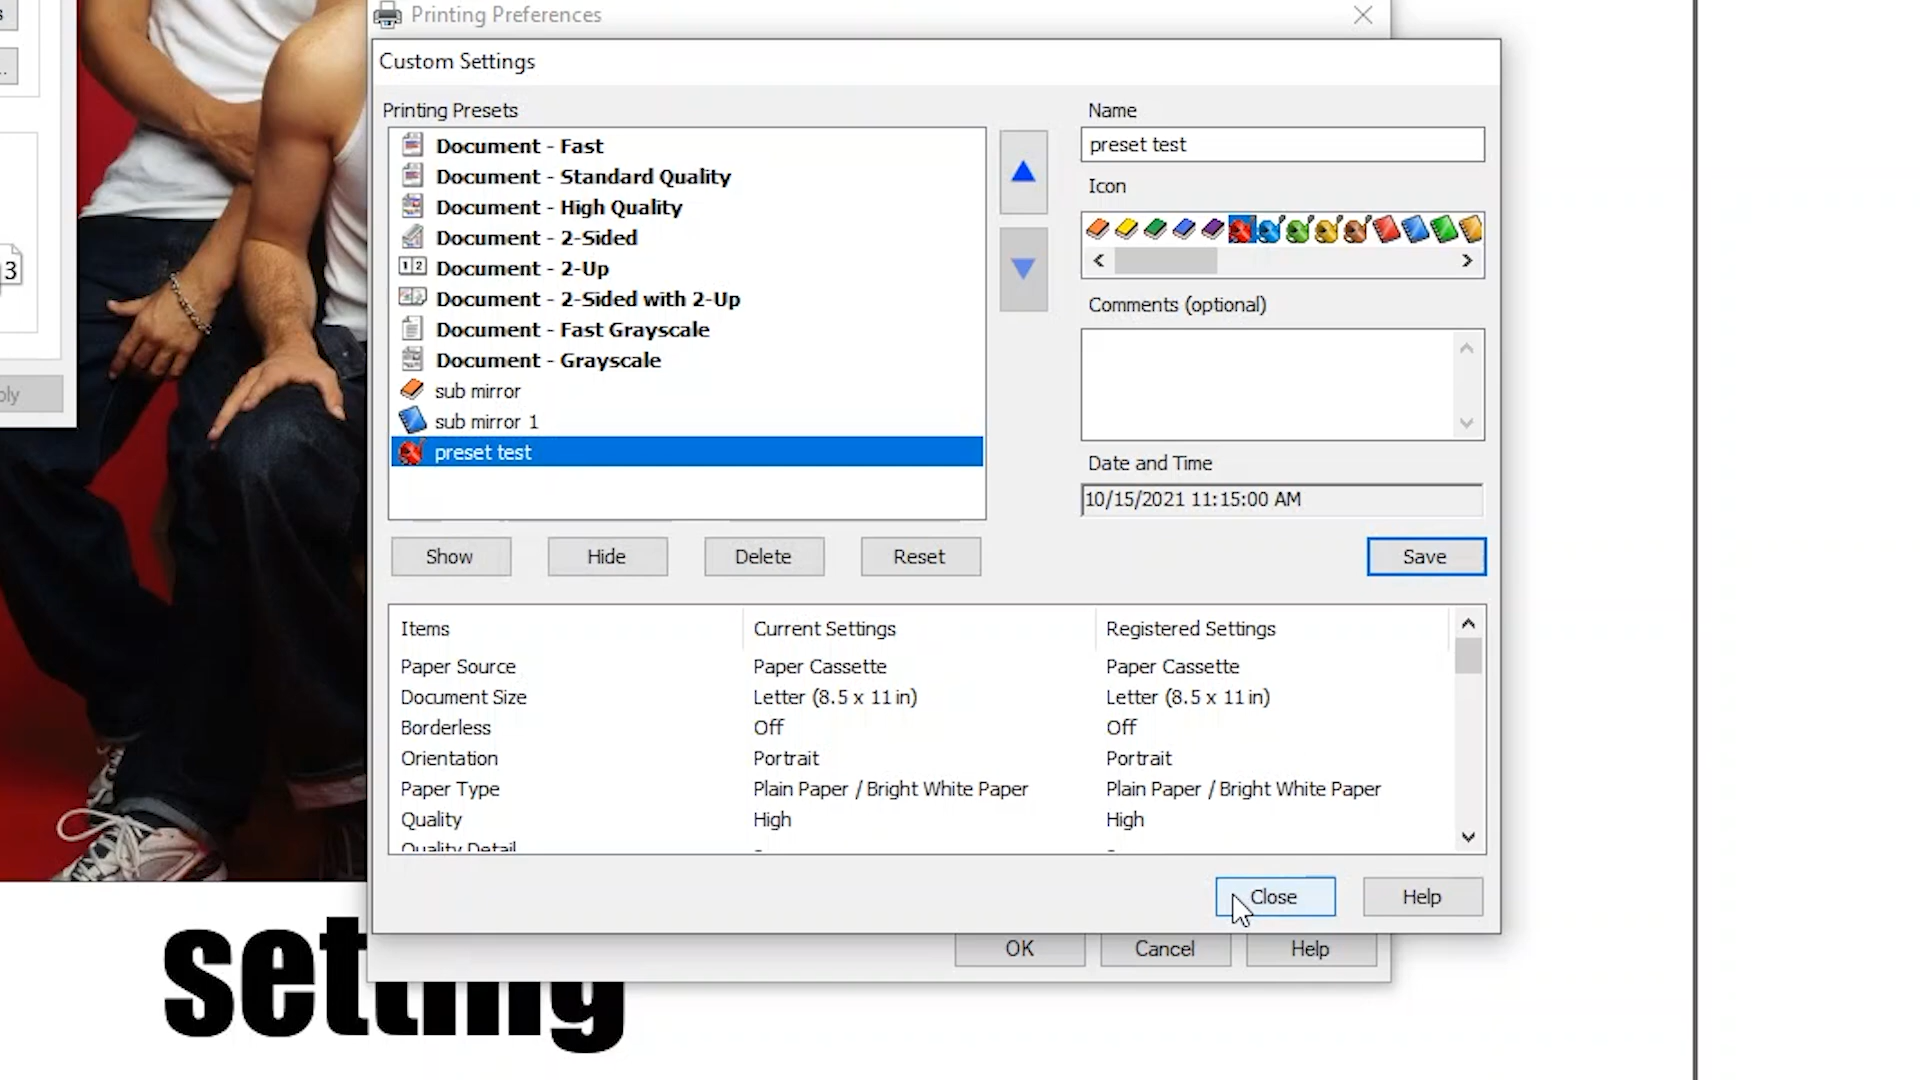 Printing Preferences
Custom Settings
Printing Presets
Document - Fast
Document - Standard Quality
Document - High Quality
Document - 2-Sided
1 2
Document - 2-Up
Document - 2-Sided with 2-Up
Document - Fast Grayscale
Document - Grayscale
sub mirror
sub mirror 1
preset test
Show
Hide
Delete
Reset
Name
preset test
Icon
Comments (optional)
Date and Time
10/15/2021 11:15:00 AM
Save
Items Current Settings Registered Settings
Paper Source Paper Cassette Paper Cassette
Document Size Letter (8.5 x 11 in) Letter (8.5 x 11 in)
Borderless Off Off
Orientation Portrait Portrait
Paper Type Plain Paper / Bright White Paper Plain Paper / Bright White Paper
Quality High High
Quality Detail - -
Close
Help
OK
Cancel
Help
3
setting